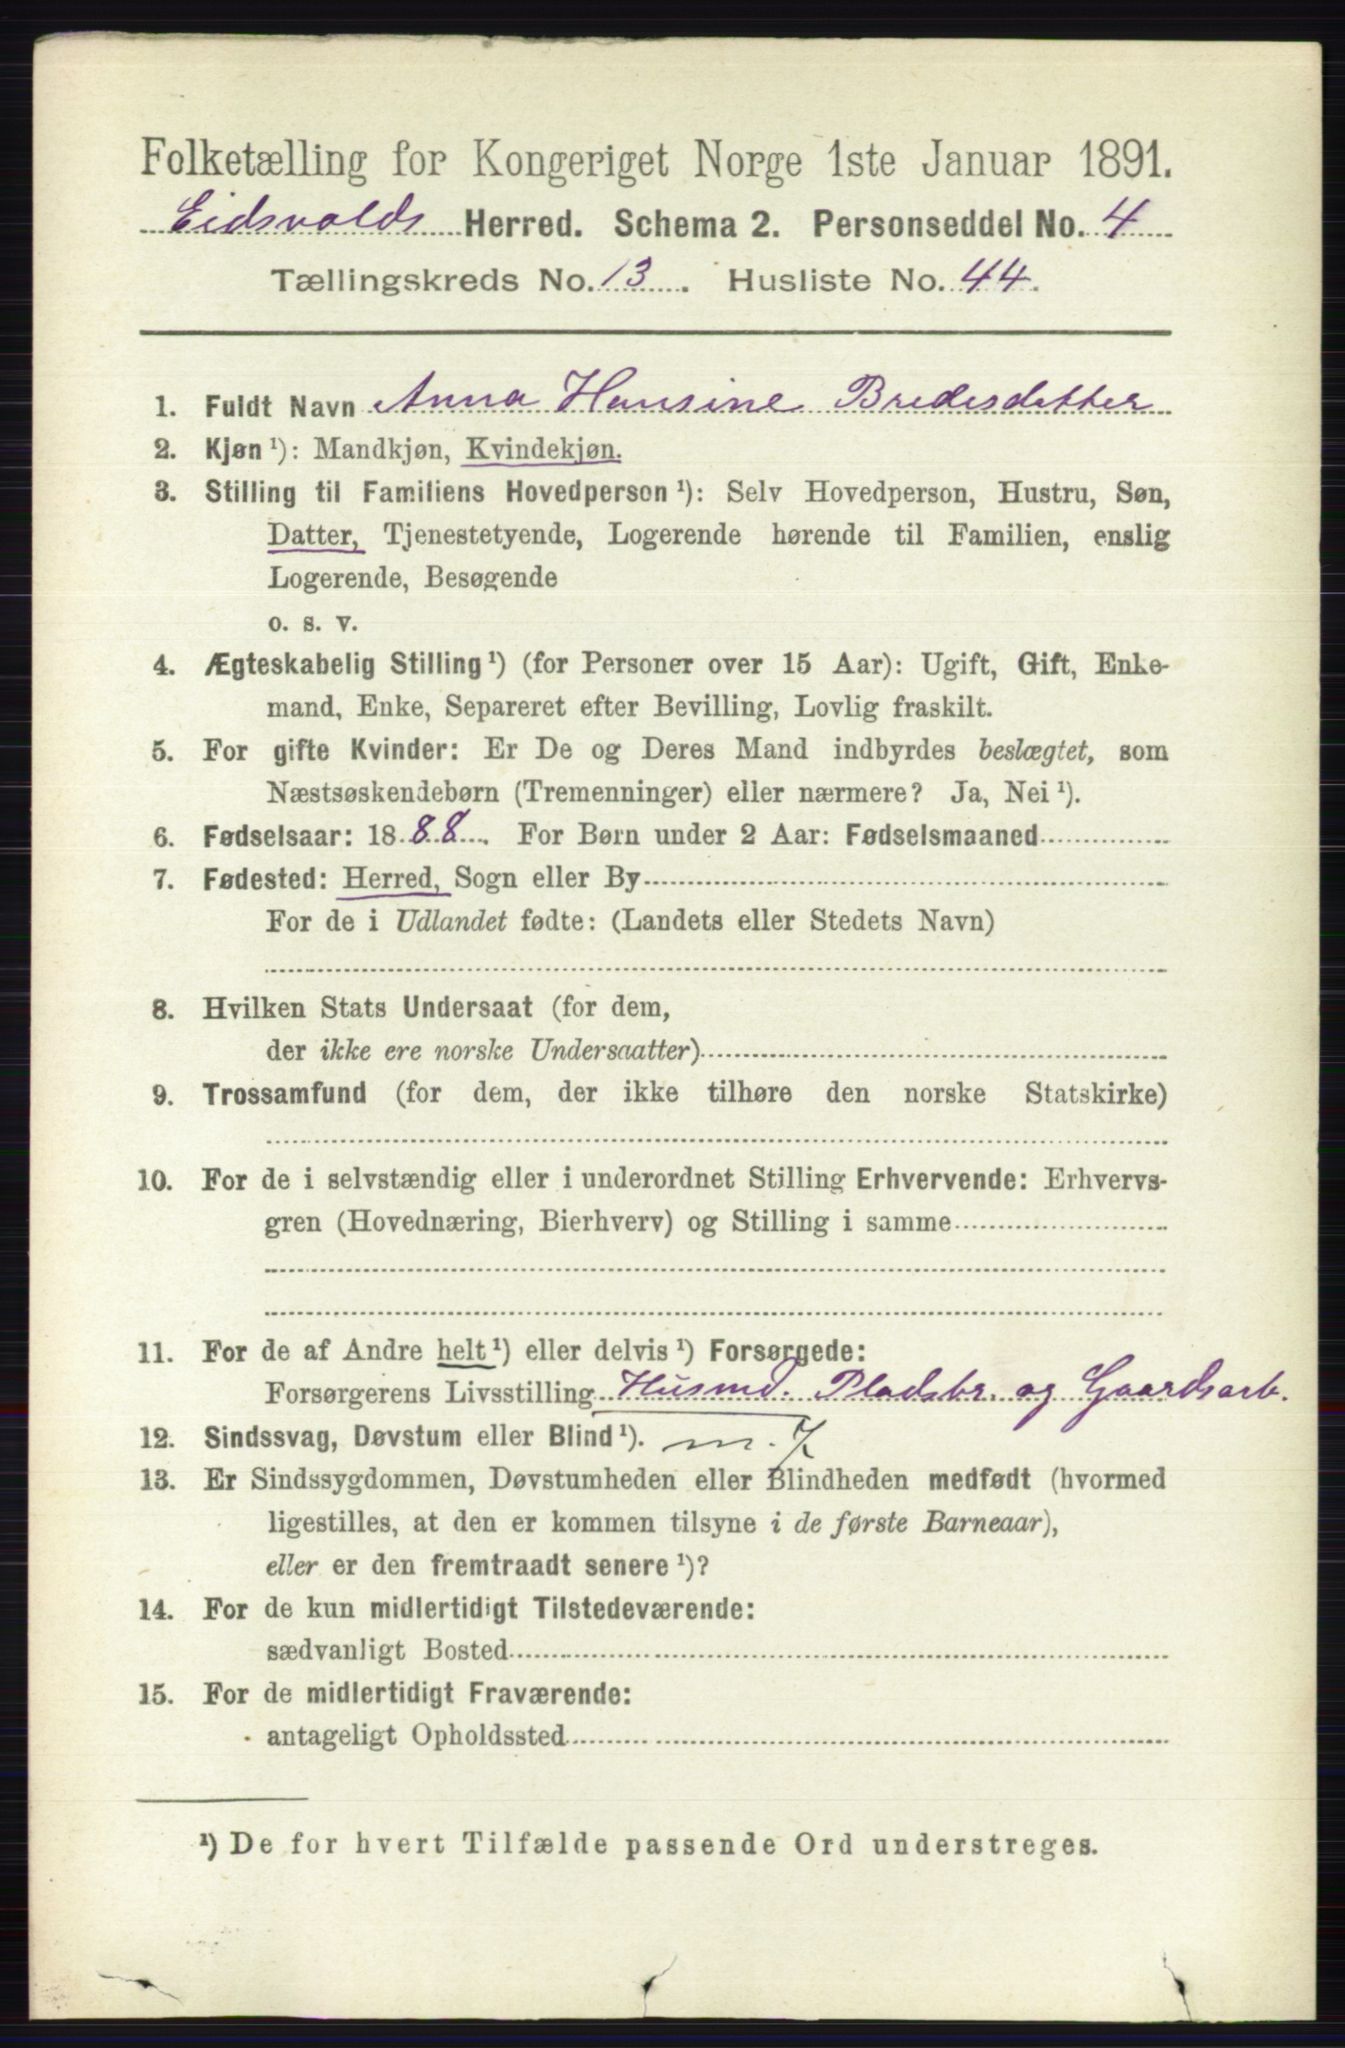 Folketælling for Kongeriget Norge 1ste Januar 1891.
Eidsvolds Herred. Schema 2. Personseddel No. 4
Tællingskreds No. 13. Husliste No. 44.
1. Fuldt Navn Anna Hansine Bredesdatter
2. Kjøn ¹): Mandkjøn, Kvindekjøn.
3. Stilling til Familiens Hovedperson ¹): Selv Hovedperson, Hustru, Søn,
Datter, Tjenestetyende, Logerende hørende til Familien, enslig
Logerende, Besøgende
o. s. v.
4. Ægteskabelig Stilling ¹) (for Personer over 15 Aar): Ugift, Gift, Enke-
mand, Enke, Separeret efter Bevilling, Lovlig fraskilt.
5. For gifte Kvinder: Er De og Deres Mand indbyrdes beslægtet, som
Næstsøskendebørn (Tremenninger) eller nærmere? Ja, Nei ¹).
6. Fødselsaar: 1888. For Børn under 2 Aar: Fødselsmaaned
7. Fødested: Herred, Sogn eller By
For de i Udlandet fødte: (Landets eller Stedets Navn)
8. Hvilken Stats Undersaat (for dem,
der ikke ere norske Undersaatter)
9. Trossamfund (for dem, der ikke tilhøre den norske Statskirke)
10. For de i selvstændig eller i underordnet Stilling Erhvervende: Erhvervs-
gren (Hovednæring, Bierhverv) og Stilling i samme
11. For de af Andre helt ¹) eller delvis ¹) Forsørgede:
Forsørgerens Livsstilling Husmd. Pladsbr. og Gaardsarb.
12. Sindssvag, Døvstum eller Blind ¹). m. 7
13. Er Sindssygdommen, Døvstumheden eller Blindheden medfødt (hvormed
ligestilles, at den er kommen tilsyne i de første Barneaar),
eller er den fremtraadt senere ¹)?
14. For de kun midlertidigt Tilstedeværende:
sædvanligt Bosted
15. For de midlertidigt Fraværende:
antageligt Opholdssted
¹) De for hvert Tilfælde passende Ord understreges.